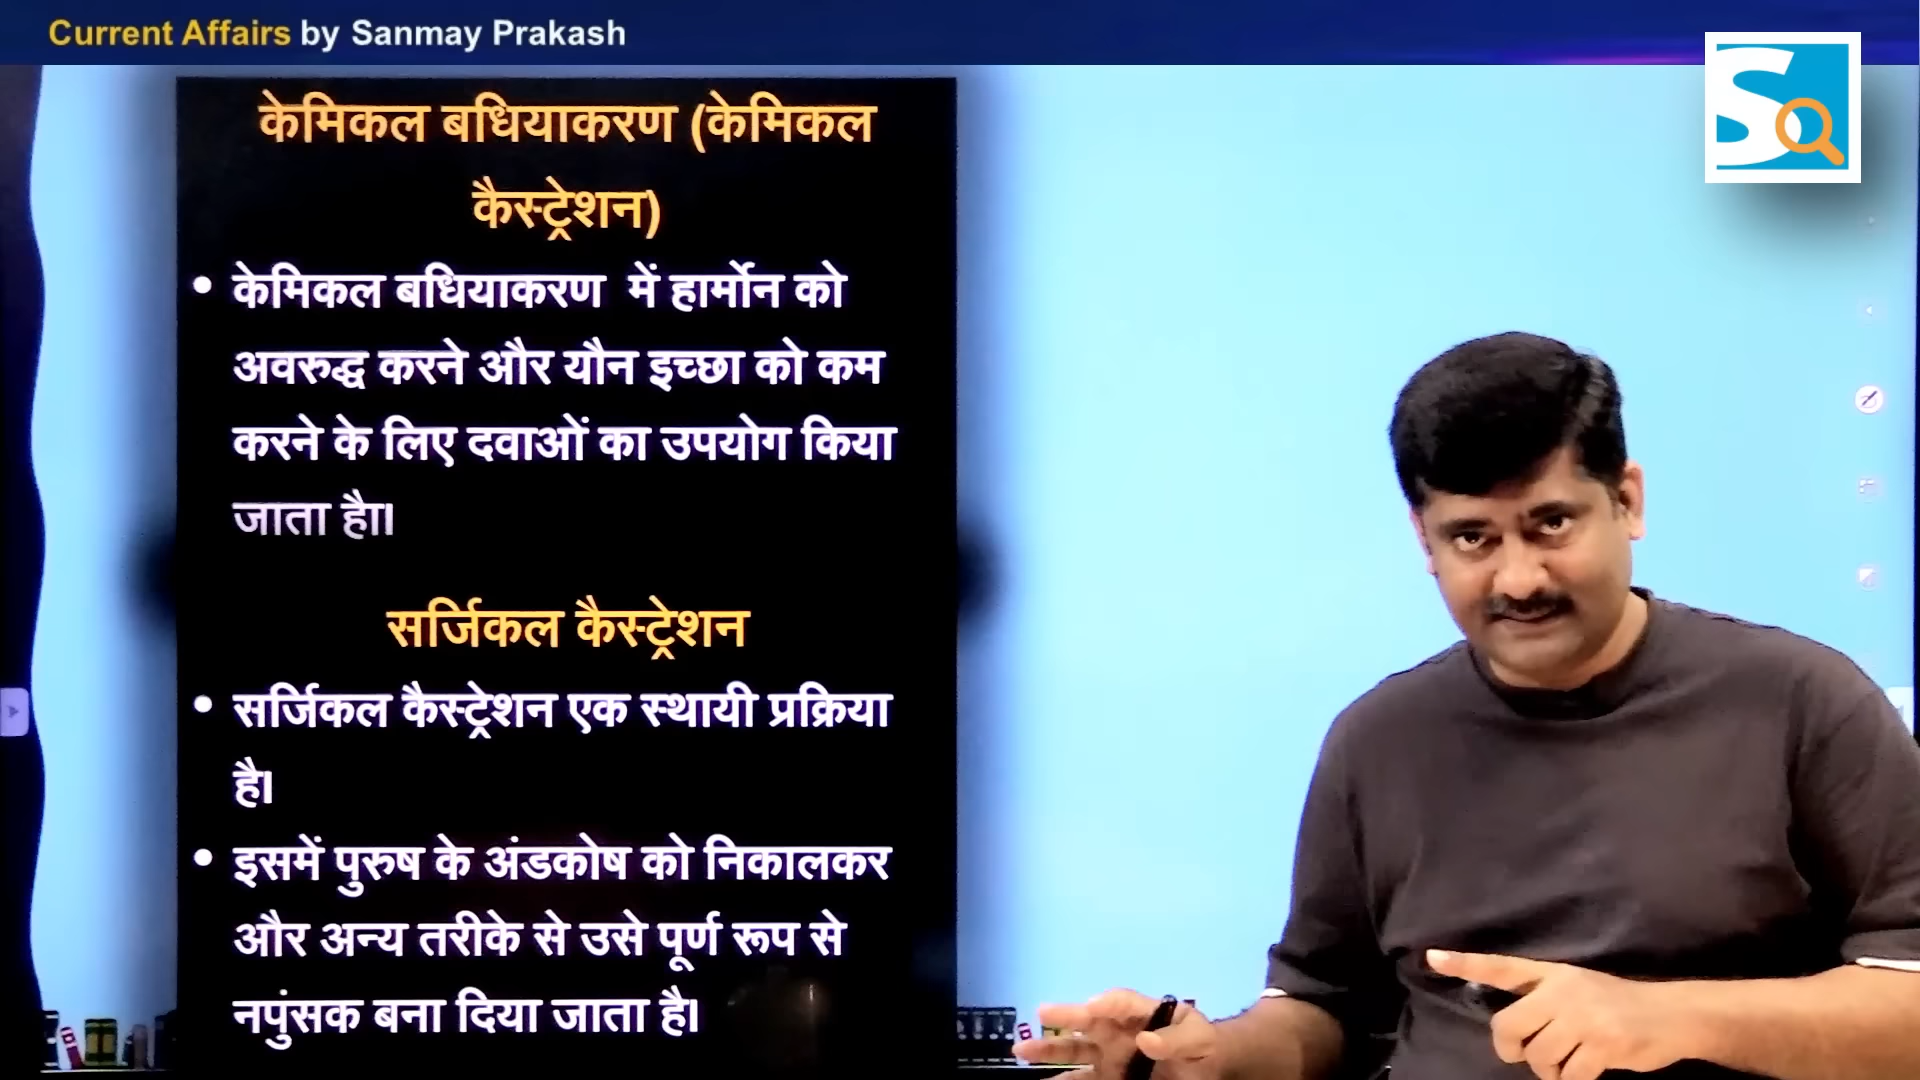 Current Affairs by Sanmay Prakash
SQ
केमिकल बधियाकरण (केमिकल
कैस्ट्रेशन)
• केमिकल बधियाकरण में हार्मोन को
अवरुद्ध करने और यौन इच्छा को कम
करने के लिए दवाओं का उपयोग किया
जाता हैा।
सर्जिकल कैस्ट्रेशन
• सर्जिकल कैस्ट्रेशन एक स्थायी प्रक्रिया
है।
• इसमें पुरुष के अंडकोष को निकालकर
और अन्य तरीके से उसे पूर्ण रूप से
नपुंसक बना दिया जाता है।